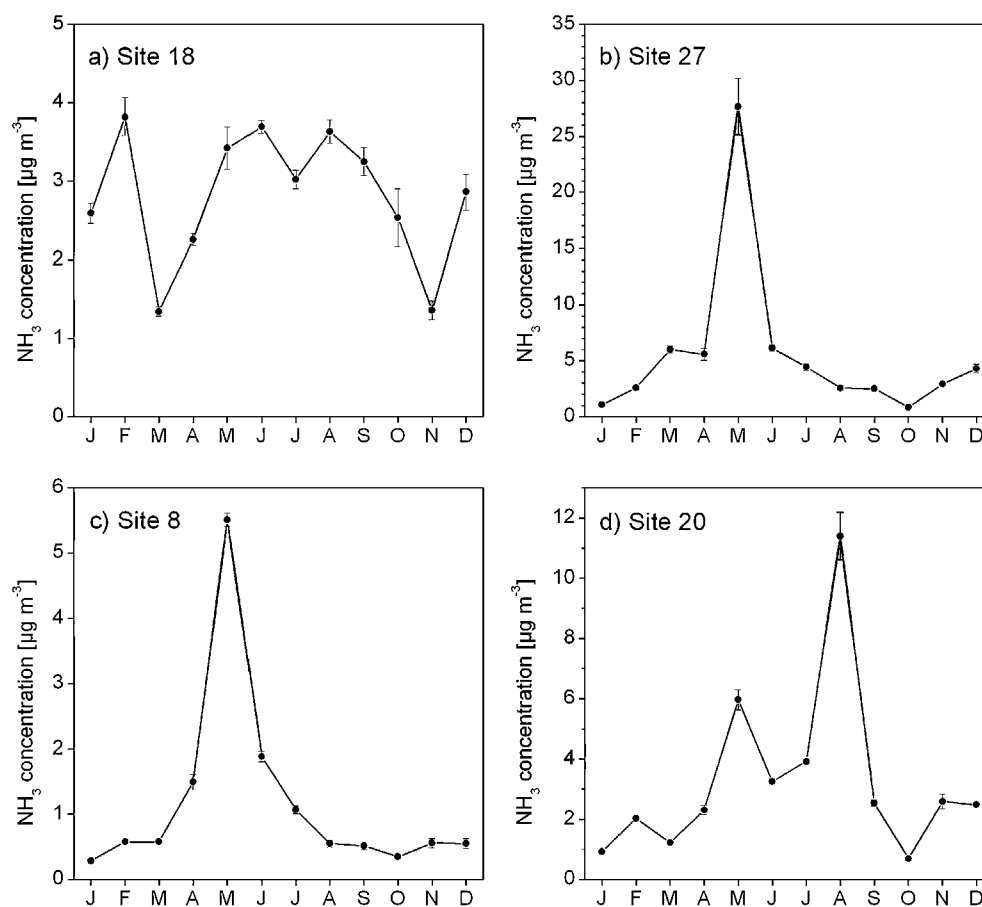 a) Site 18
NH3 concentration [µg m-3]
5
4
3
2
1
0
J F M A M J J A S O N D
b) Site 27
NH3 concentration [µg m-3]
35
30
25
20
15
10
5
0
J F M A M J J A S O N D
c) Site 8
NH3 concentration [µg m-3]
6
5
4
3
2
1
0
J F M A M J J A S O N D
d) Site 20
NH3 concentration [µg m-3]
12
10
8
6
4
2
0
J F M A M J J A S O N D